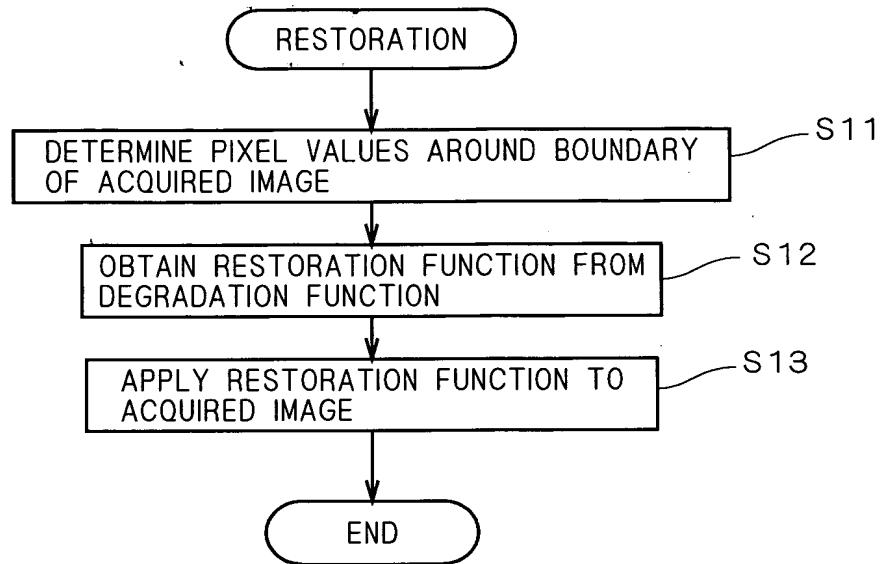 RESTORATION
DETERMINE PIXEL VALUES AROUND BOUNDARY
OF ACQUIRED IMAGE
S11
OBTAIN RESTORATION FUNCTION FROM
DEGRADATION FUNCTION
S12
APPLY RESTORATION FUNCTION TO
ACQUIRED IMAGE
S13
END